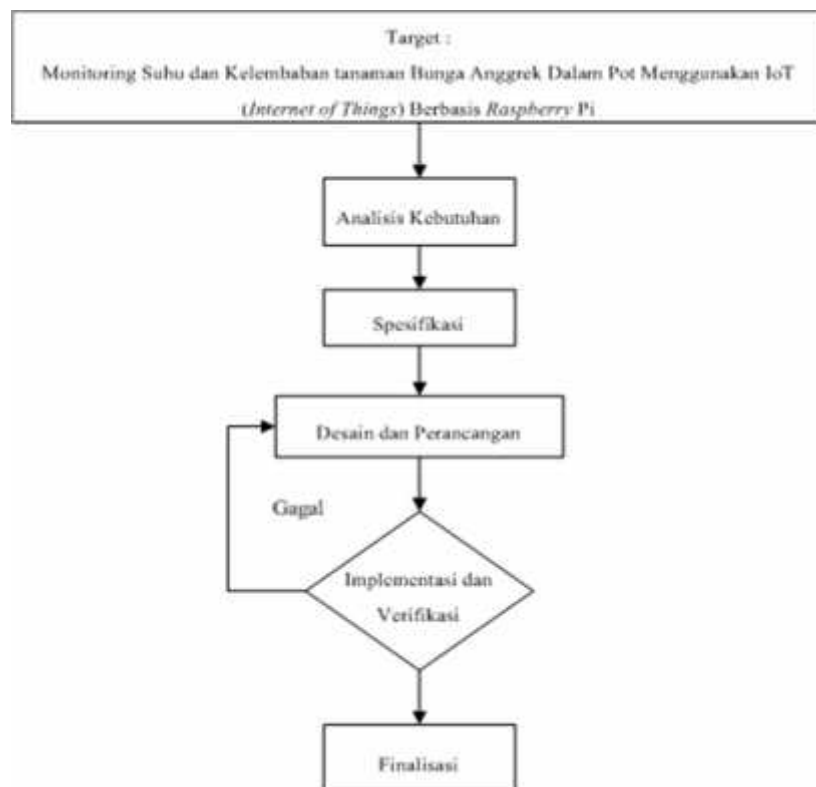 Target :
Monitoring Suhu dan Kelembaban tanaman Bunga Anggrek Dalam Pot Menggunakan IoT
(Internet of Things) Berbasis Raspberry Pi
Analisis Kebutuhan
Spesifikasi
Desain dan Perancangan
Gagal
Implementasi dan
Verifikasi
Finalisasi